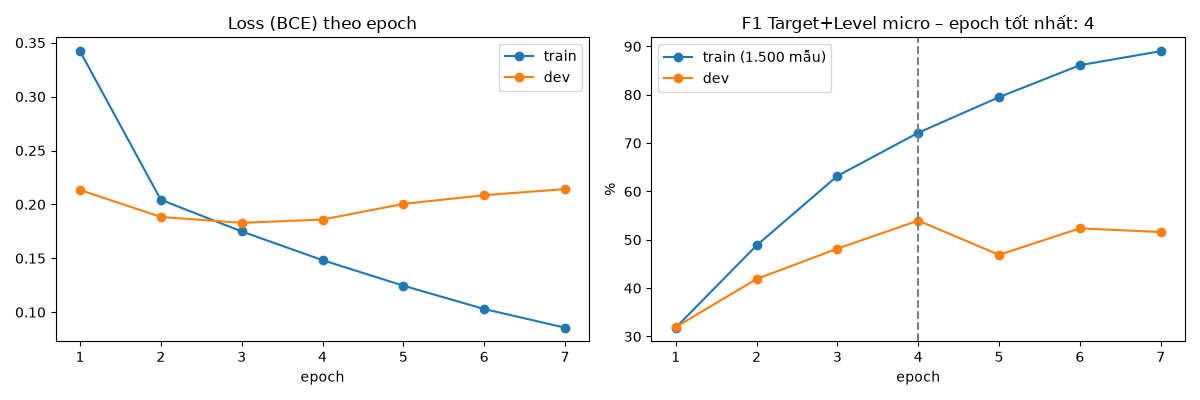 Loss (BCE) theo epoch
0.35
0.30
0.25
0.20
0.15
0.10
train
dev
1 2 3 4 5 6 7
epoch
F1 Target+Level micro – epoch tốt nhất: 4
%
90
80
70
60
50
40
30
train (1.500 mẫu)
dev
1 2 3 4 5 6 7
epoch